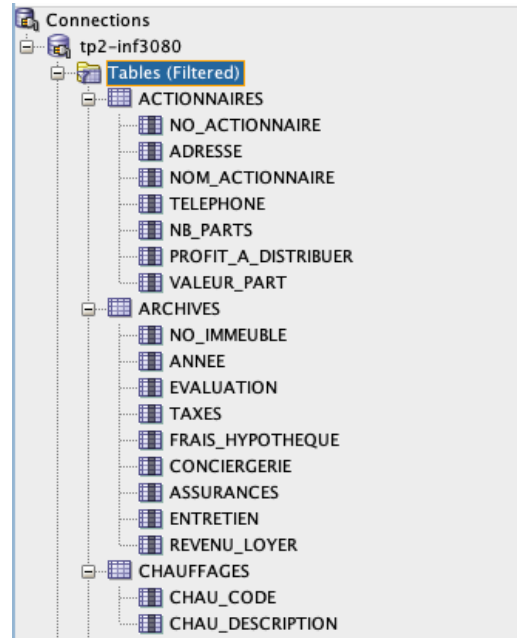 Connections
tp2-inf3080
Tables (Filtered)
ACTIONNAIRES
NO_ACTIONNAIRE
ADRESSE
NOM_ACTIONNAIRE
TELEPHONE
NB_PARTS
PROFIT_A_DISTRIBUER
VALEUR_PART
ARCHIVES
NO_IMMEUBLE
ANNEE
EVALUATION
TAXES
FRAIS_HYPOTHEQUE
CONCIERGERIE
ASSURANCES
ENTRETIEN
REVENU_LOYER
CHAUFFAGES
CHAU_CODE
CHAU_DESCRIPTION